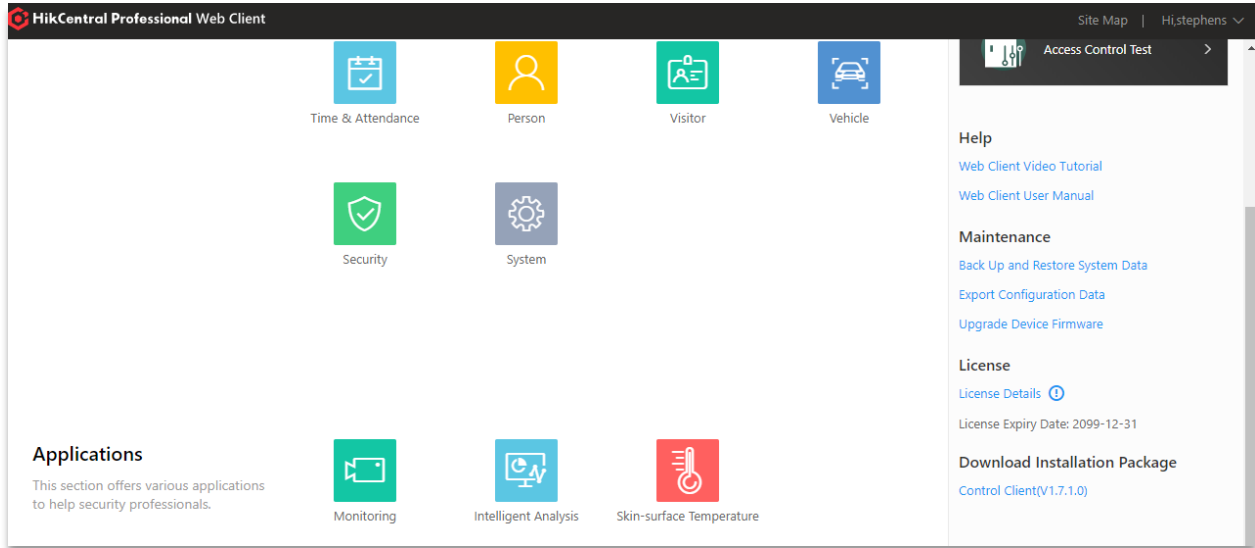 HikCentral Professional Web Client
Site Map | Hi,stephens
Access Control Test
Time & Attendance
Person
Visitor
Vehicle
Security
System
Applications
This section offers various applications
to help security professionals.
Monitoring
Intelligent Analysis
Skin-surface Temperature
Help
Web Client Video Tutorial
Web Client User Manual
Maintenance
Back Up and Restore System Data
Export Configuration Data
Upgrade Device Firmware
License
License Details
License Expiry Date: 2099-12-31
Download Installation Package
Control Client(V1.7.1.0)